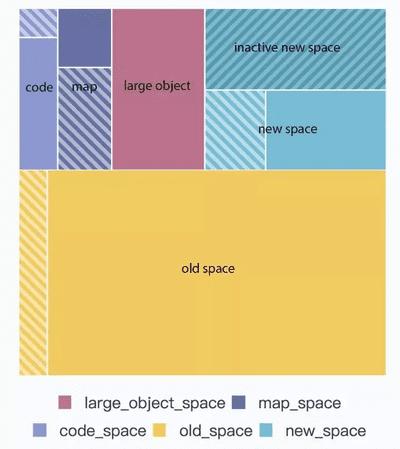 inactive new space
code
map
large object
new space
old space
large_object_space
map_space
code_space
old_space
new_space